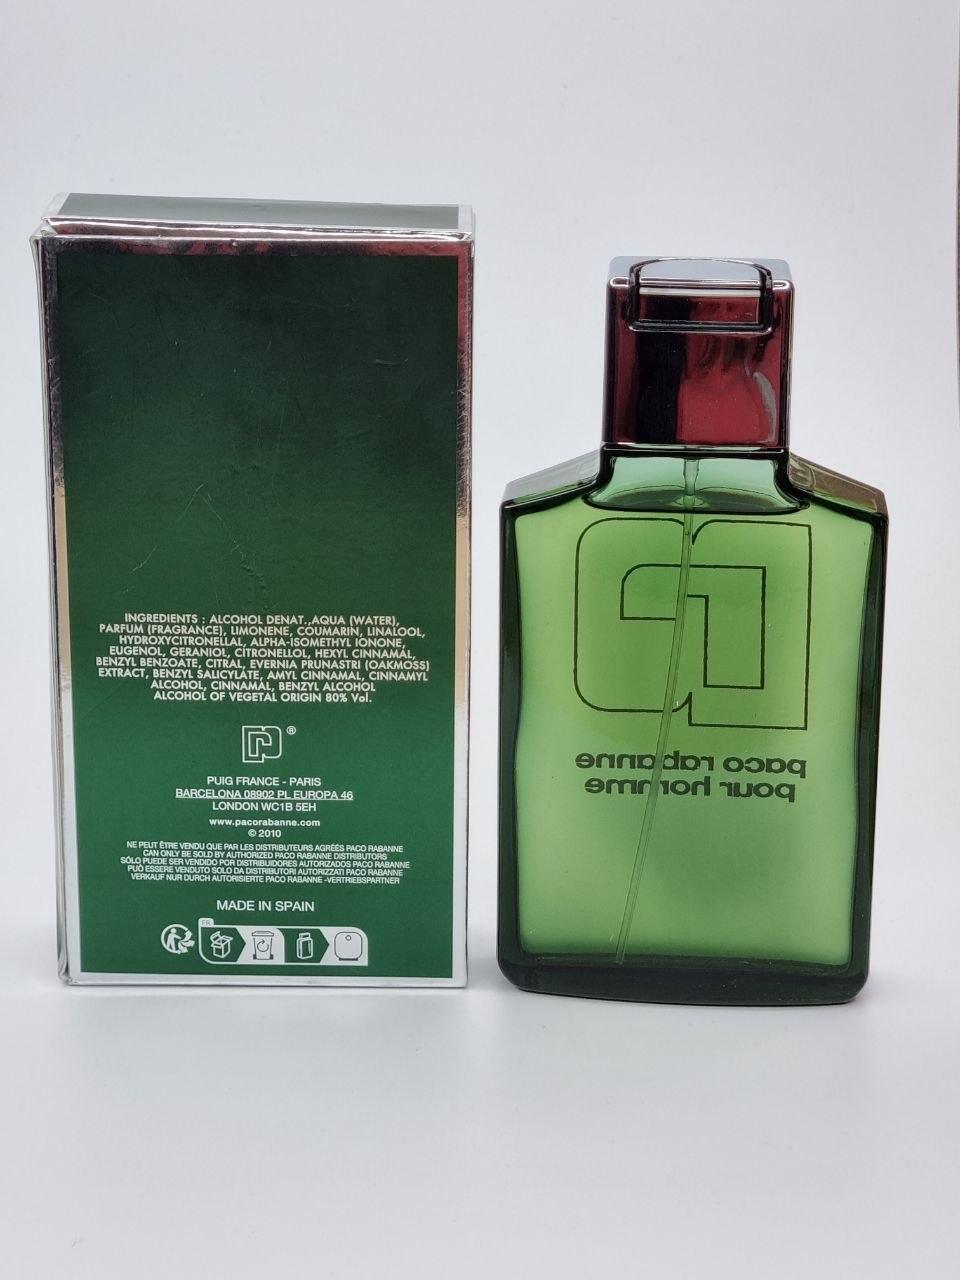 INGREDIENTS : ALCOHOL DENAT.,AQUA (WATER),
PARFUM (FRAGRANCE), LIMONENE, COUMARIN, LINALOOL,
HYDROXYCITRONELLAL, ALPHA-ISOMETHYL IONONE,
EUGENOL, GERANIOL, CITRONELLOL, HEXYL CINNAMAL,
BENZYL BENZOATE, CITRAL, EVERNIA PRUNASTRI (OAKMOSS)
EXTRACT, BENZYL SALICYLATE, AMYL CINNAMAL, CINNAMYL
ALCOHOL, CINNAMAL, BENZYL ALCOHOL
ALCOHOL OF VEGETAL ORIGIN 80% Vol.
®
PUIG FRANCE - PARIS
BARCELONA 08902 PL EUROPA 46
LONDON WC1B 5EH
www.pacorabanne.com
© 2010
NE PEUT ÊTRE VENDU QUE PAR LES DISTRIBUTEURS AGRÉÉS PACO RABANNE
CAN ONLY BE SOLD BY AUTHORIZED PACO RABANNE DISTRIBUTORS
SÓLO PUEDE SER VENDIDO POR DISTRIBUIDORES AUTORIZADOS PACO RABANNE
PUÒ ESSERE VENDUTO SOLO DA DISTRIBUTORI AUTORIZZATI PACO RABANNE
VERKAUF NUR DURCH AUTORISIERTE PACO RABANNE -VERTRIEBSPARTNER
MADE IN SPAIN
FR
paco rabanne
pour homme